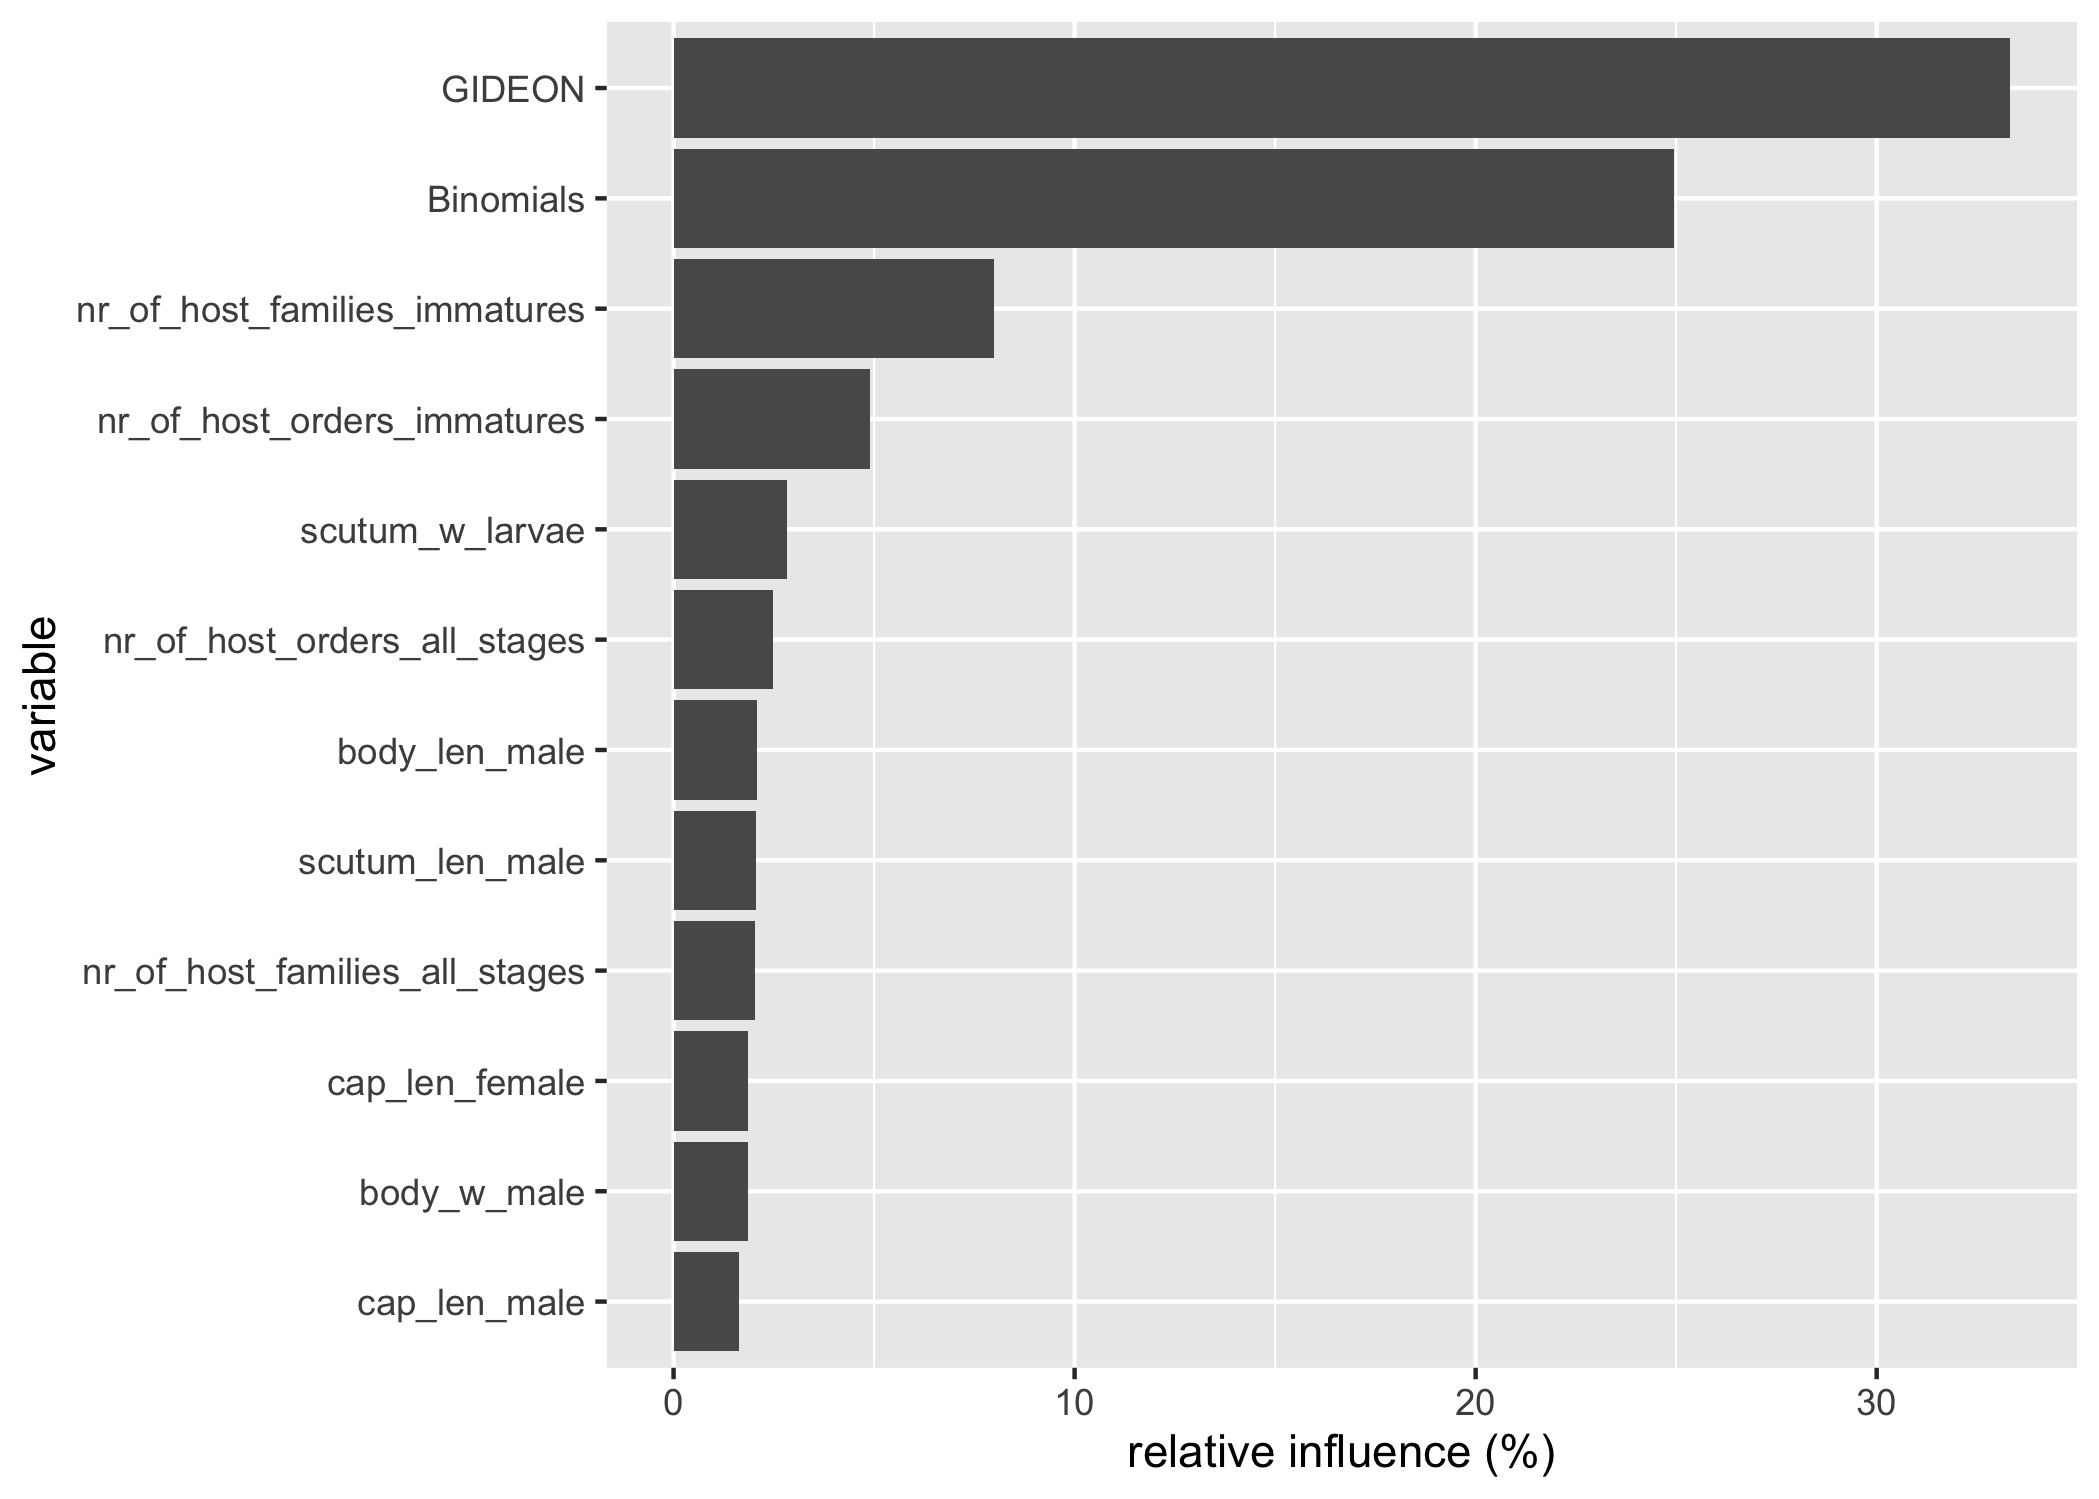 variable
GIDEON
Binomials
nr_of_host_families_immatures
nr_of_host_orders_immatures
scutum_w_larvae
nr_of_host_orders_all_stages
body_len_male
scutum_len_male
nr_of_host_families_all_stages
cap_len_female
body_w_male
cap_len_male
0 10 20 30
relative influence (%)